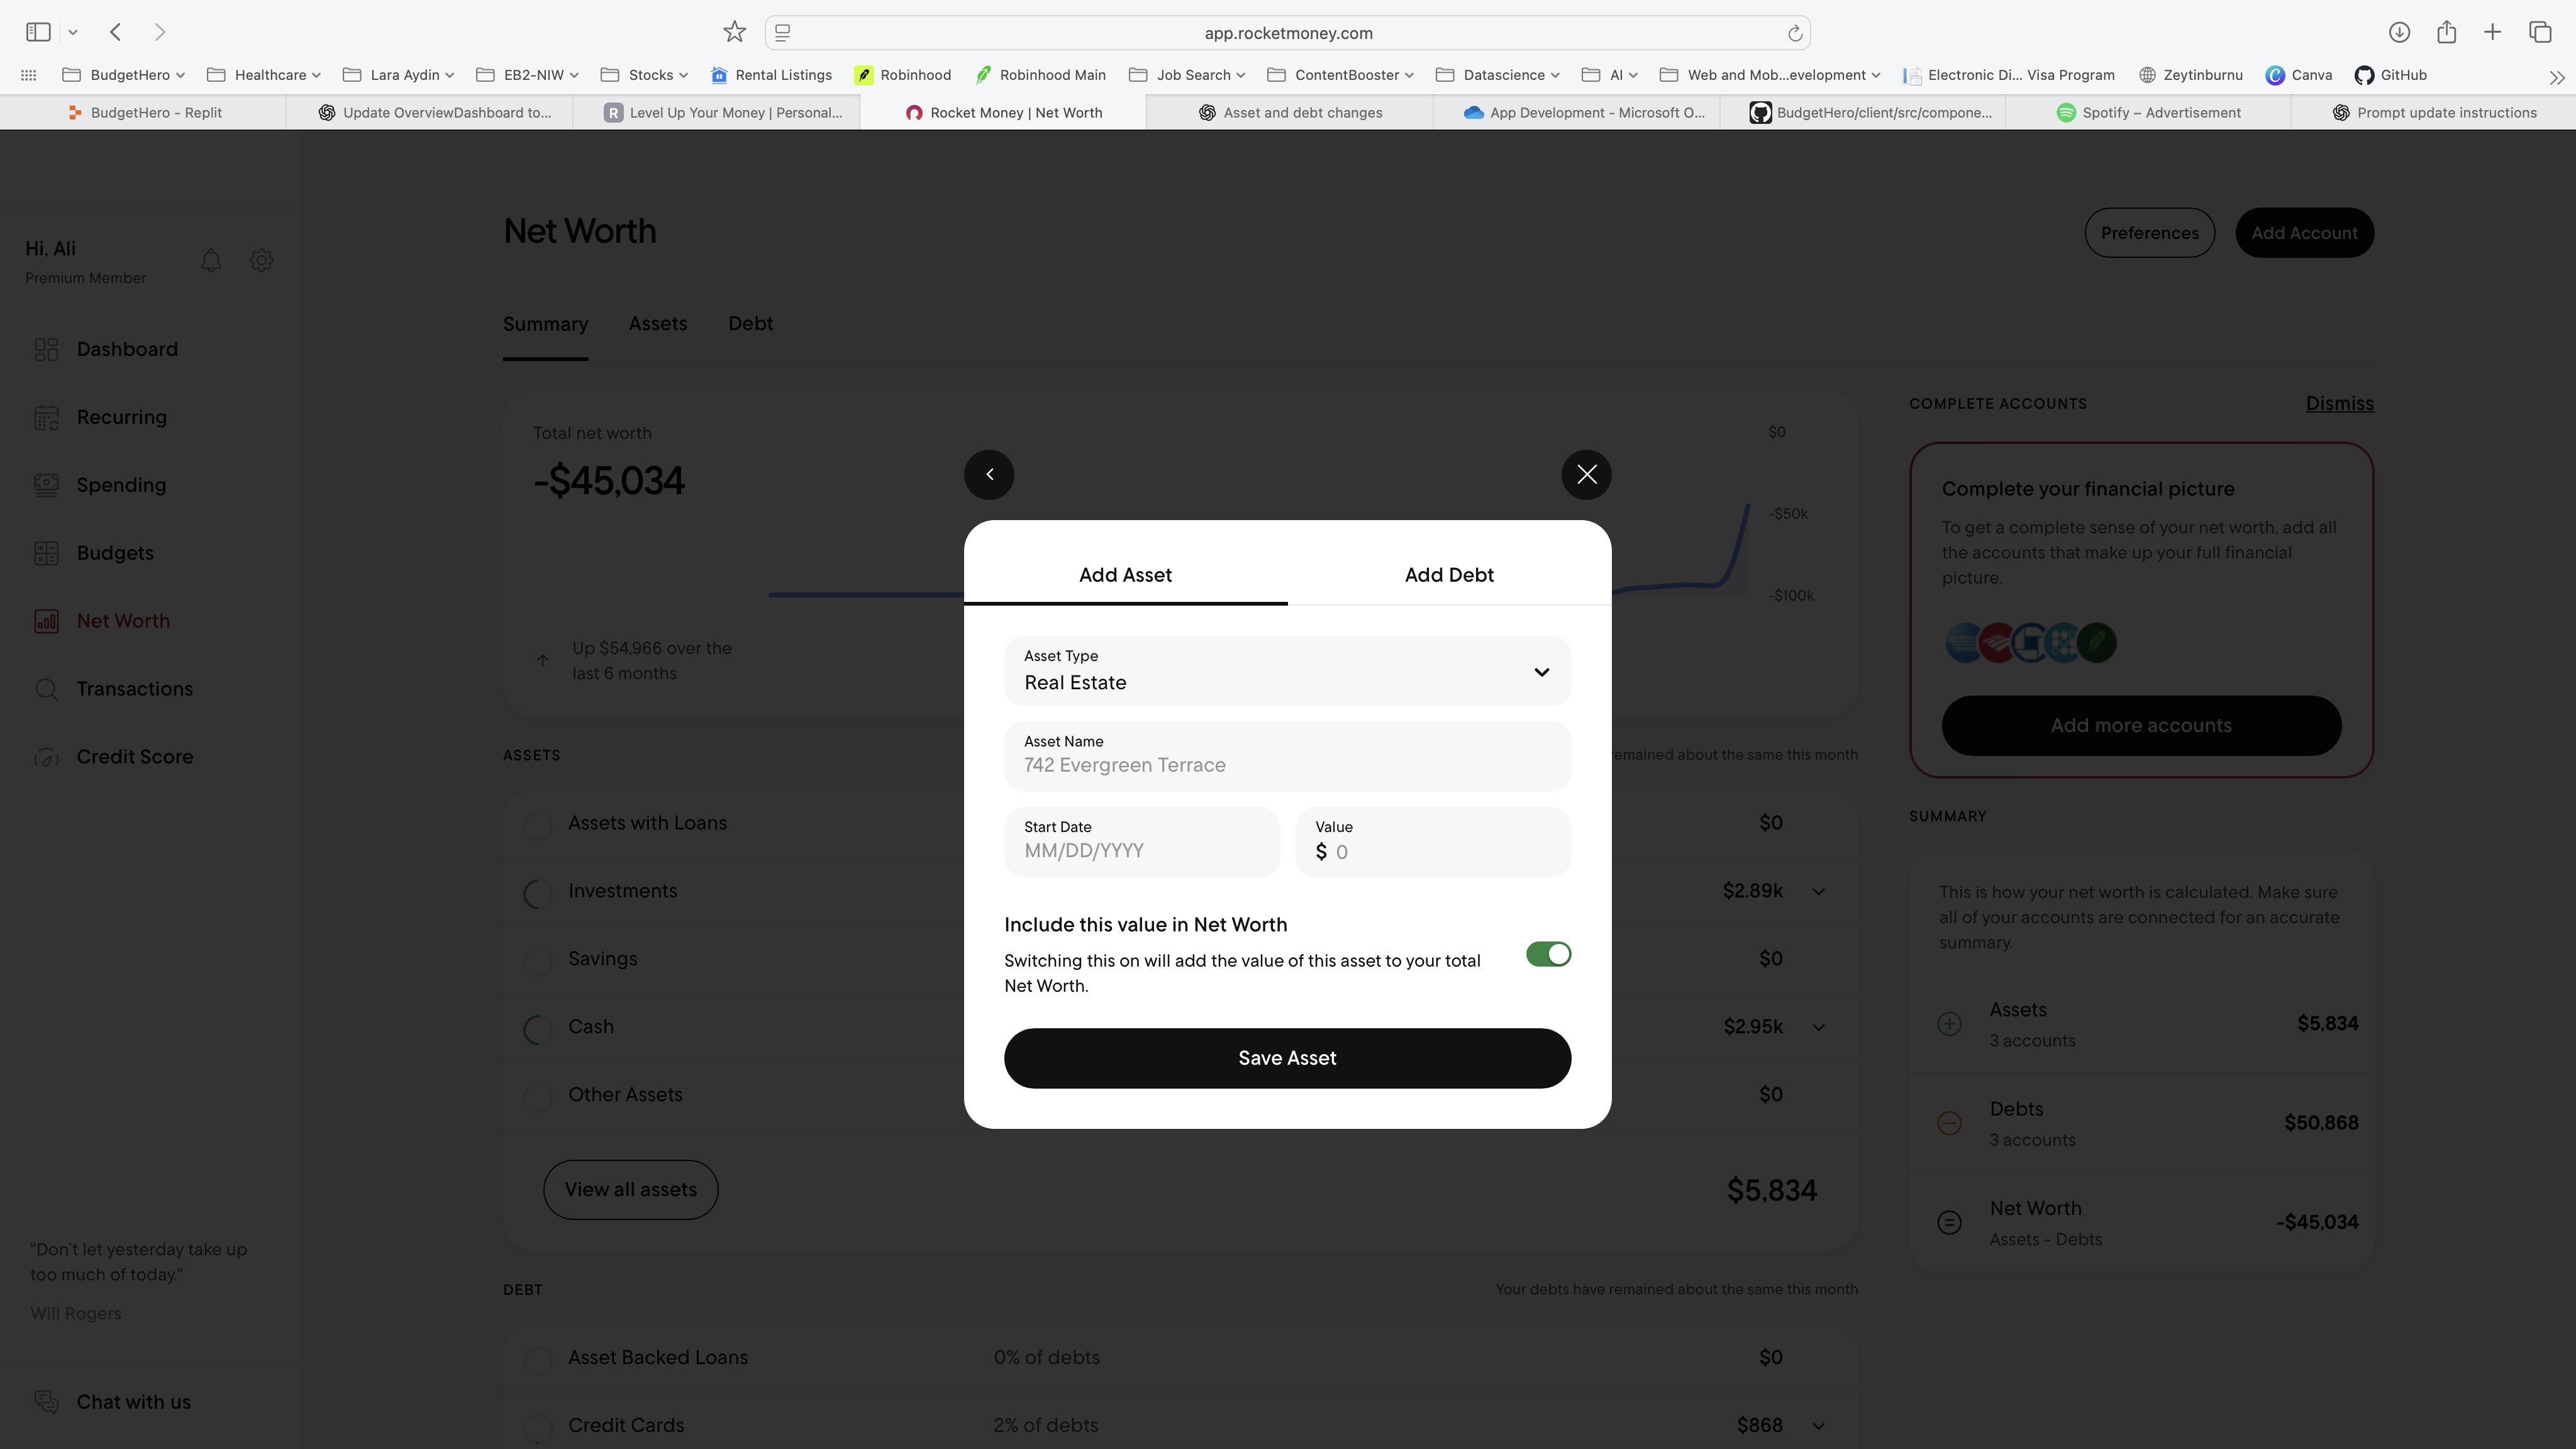 app.rocketmoney.com
BudgetHero
Healthcare
Lara Aydin
EB2-NIW
Stocks
Rental Listings
Robinhood
Robinhood Main
Job Search
ContentBooster
Datascience
AI
Web and Mob...evelopment
Electronic Di... Visa Program
Zeytinburnu
Canva
GitHub
BudgetHero - Replit
Update OverviewDashboard to...
R Level Up Your Money | Personal...
Rocket Money | Net Worth
Asset and debt changes
App Development - Microsoft O...
BudgetHero/client/src/compone...
Spotify – Advertisement
Prompt update instructions
Hi, Ali
Premium Member
Dashboard
Recurring
Spending
Budgets
Net Worth
Transactions
Credit Score
"Don't let yesterday take up
too much of today."
Will Rogers
Chat with us
Net Worth
Preferences
Add Account
Summary
Assets
Debt
Total net worth
-$45,034
$0
-$50k
-$100k
Up $54,966 over the
last 6 months
ASSETS
remained about the same this month
Assets with Loans
$0
Investments
$2.89k
Savings
$0
Cash
$2.95k
Other Assets
$0
View all assets
$5,834
DEBT
Your debts have remained about the same this month
Asset Backed Loans
0% of debts
$0
Credit Cards
2% of debts
$868
Add Asset
Add Debt
Asset Type
Real Estate
Asset Name
742 Evergreen Terrace
Start Date
MM/DD/YYYY
Value
$ 0
Include this value in Net Worth
Switching this on will add the value of this asset to your total
Net Worth.
Save Asset
COMPLETE ACCOUNTS
Dismiss
Complete your financial picture
To get a complete sense of your net worth, add all
the accounts that make up your full financial
picture.
Add more accounts
SUMMARY
This is how your net worth is calculated. Make sure
all of your accounts are connected for an accurate
summary.
Assets
3 accounts
$5,834
Debts
3 accounts
$50,868
Net Worth
Assets - Debts
-$45,034